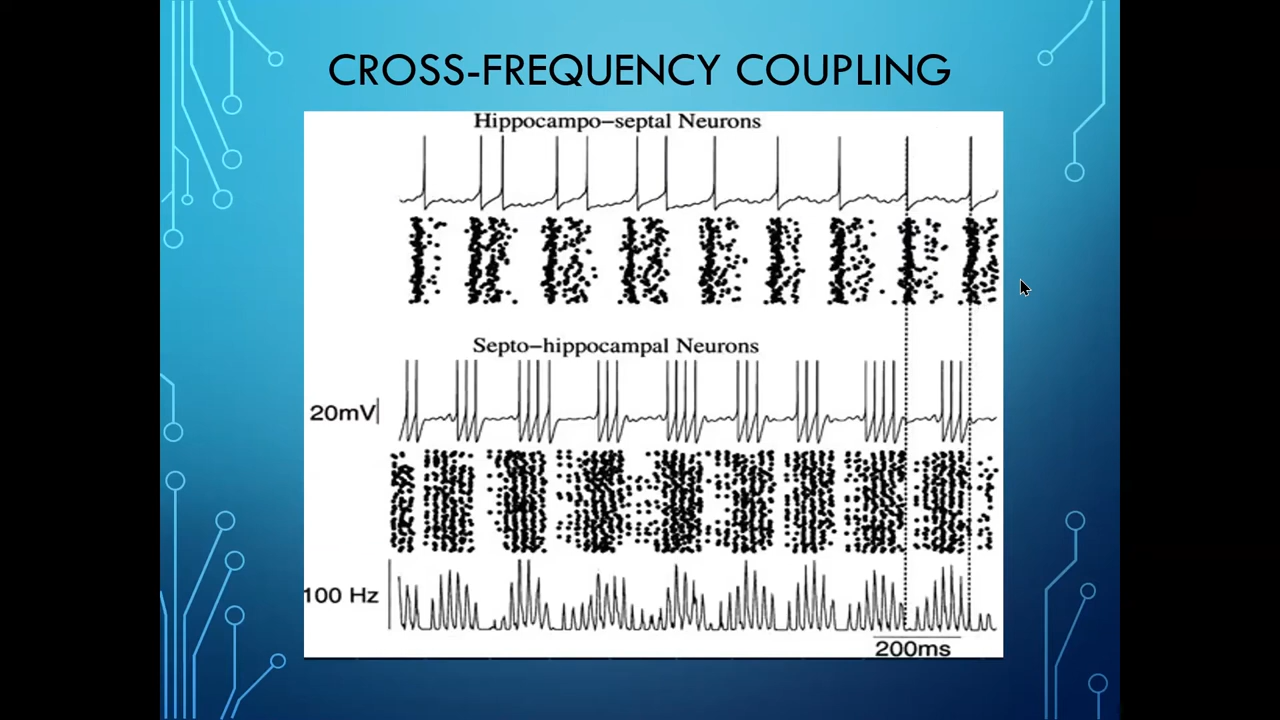 CROSS-FREQUENCY COUPLING
Hippocampo–septal Neurons
Septo–hippocampal Neurons
20mV
100 Hz
200ms